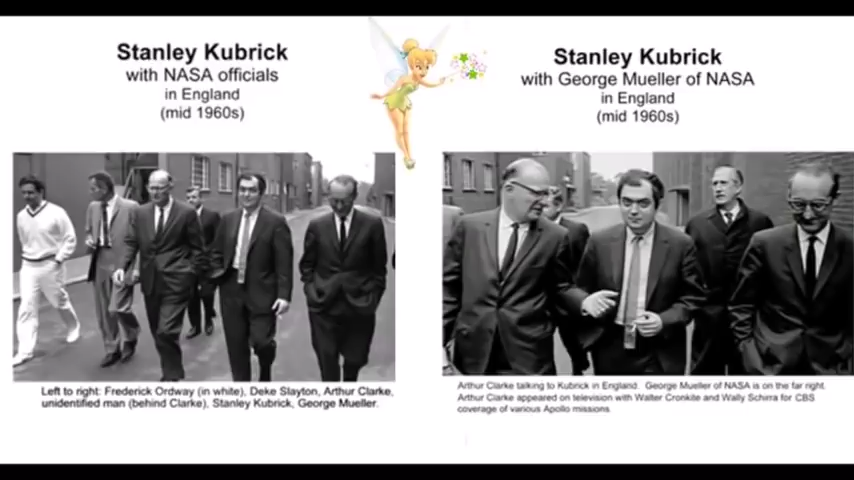 Stanley Kubrick
with NASA officials
in England
(mid 1960s)
Left to right: Frederick Ordway (in white), Deke Slayton, Arthur Clarke,
unidentified man (behind Clarke), Stanley Kubrick, George Mueller.
Stanley Kubrick
with George Mueller of NASA
in England
(mid 1960s)
Arthur Clarke talking to Kubrick in England. George Mueller of NASA is on the far right.
Arthur Clarke appeared on television with Walter Cronkite and Wally Schirra for CBS
coverage of various Apollo missions.